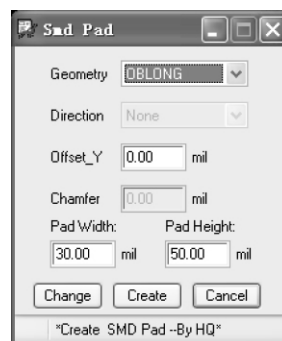 Smd Pad
Geometry OBLONG
Direction None
Offset_Y 0.00 mil
Chamfer 0.00 mil
Pad Width: Pad Height:
30.00 mil 50.00 mil
Change Create Cancel
*Create SMD Pad --By HQ*